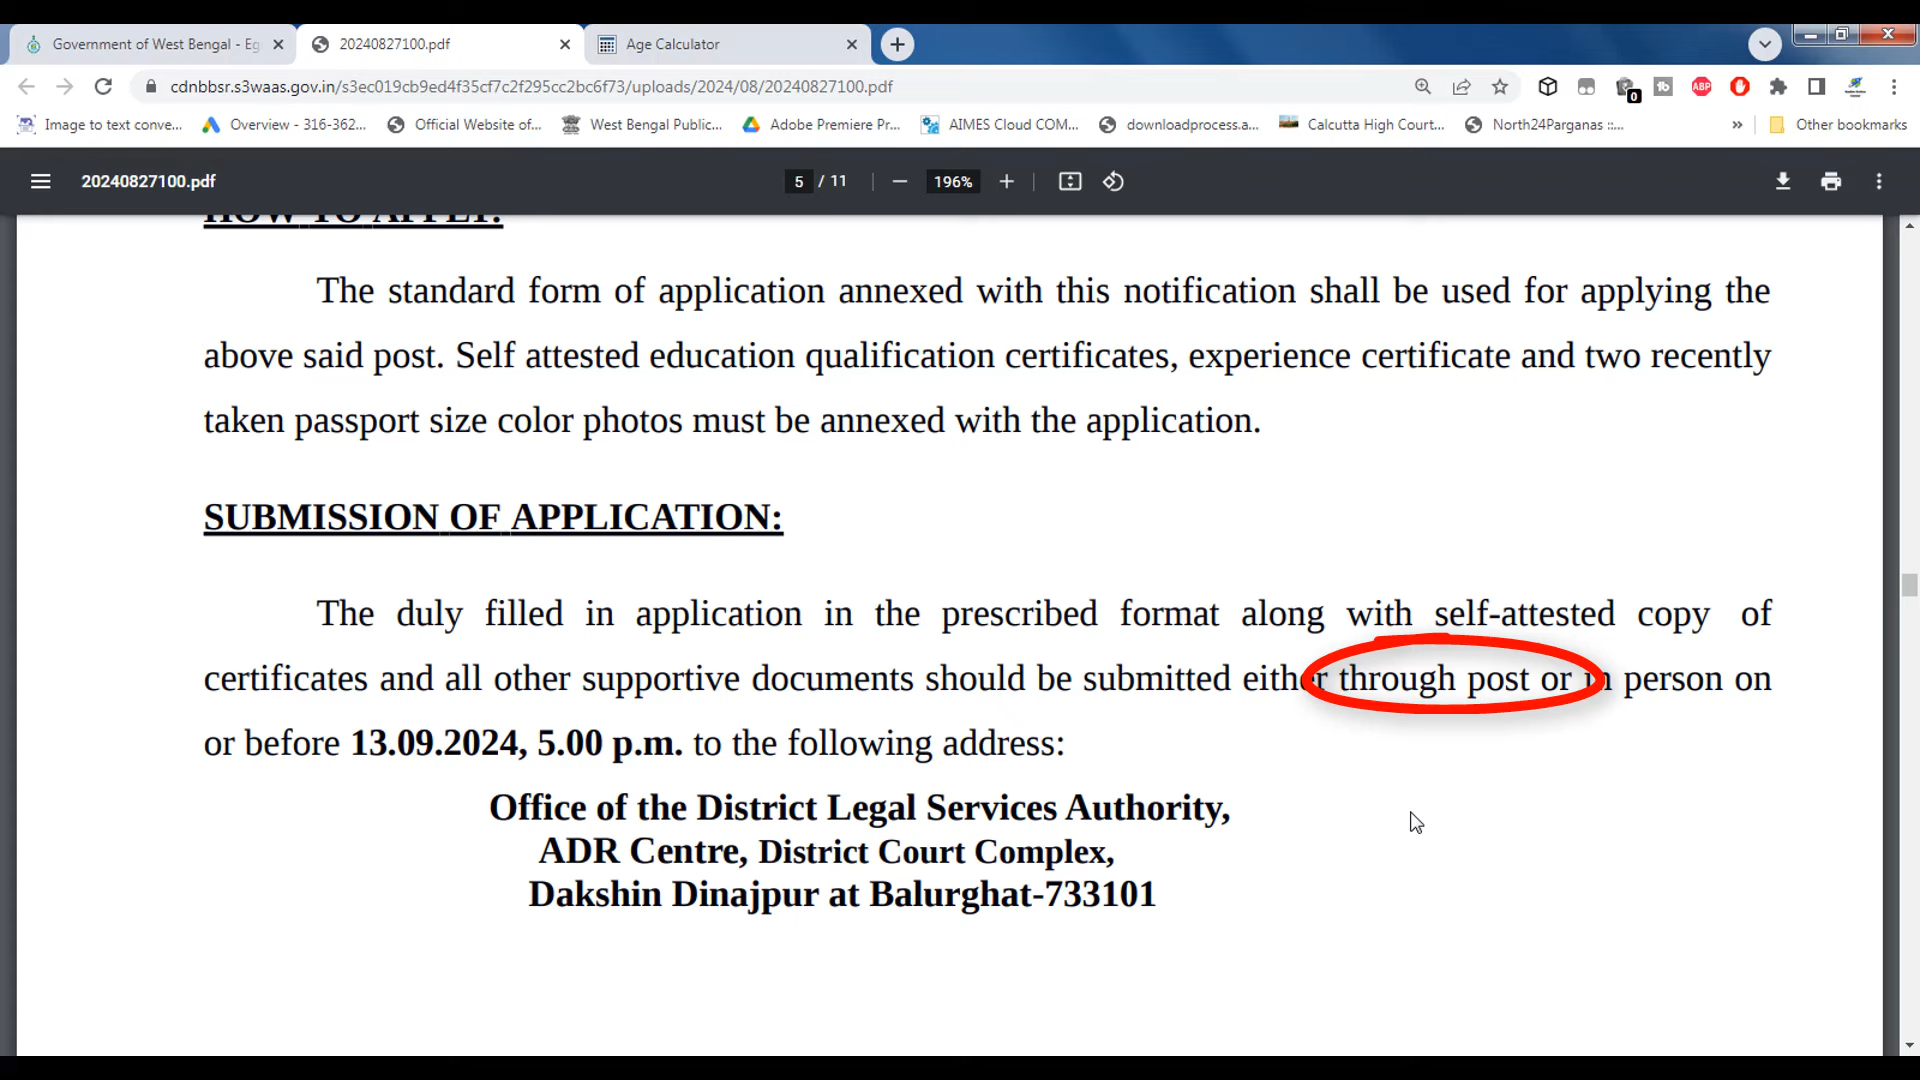 Government of West Bengal - Eg
20240827100.pdf
Age Calculator
cdnbbsr.s3waas.gov.in/s3ec019cb9ed4f35cf7c2f295cc2bc6f73/uploads/2024/08/20240827100.pdf
0
ABP
Image to text conve...
Overview - 316-362...
Official Website of...
West Bengal Public...
Adobe Premiere Pr...
AIMES Cloud COM...
downloadprocess.a...
Calcutta High Court...
North24Parganas ::...
»
Other bookmarks
20240827100.pdf
5 / 11
196%
HOW TO APPLY:
The standard form of application annexed with this notification shall be used for applying the
above said post. Self attested education qualification certificates, experience certificate and two recently
taken passport size color photos must be annexed with the application.
SUBMISSION OF APPLICATION:
The duly filled in application in the prescribed format along with self-attested copy of
certificates and all other supportive documents should be submitted either through post or in person on
or before 13.09.2024, 5.00 p.m. to the following address:
Office of the District Legal Services Authority,
ADR Centre, District Court Complex,
Dakshin Dinajpur at Balurghat-733101